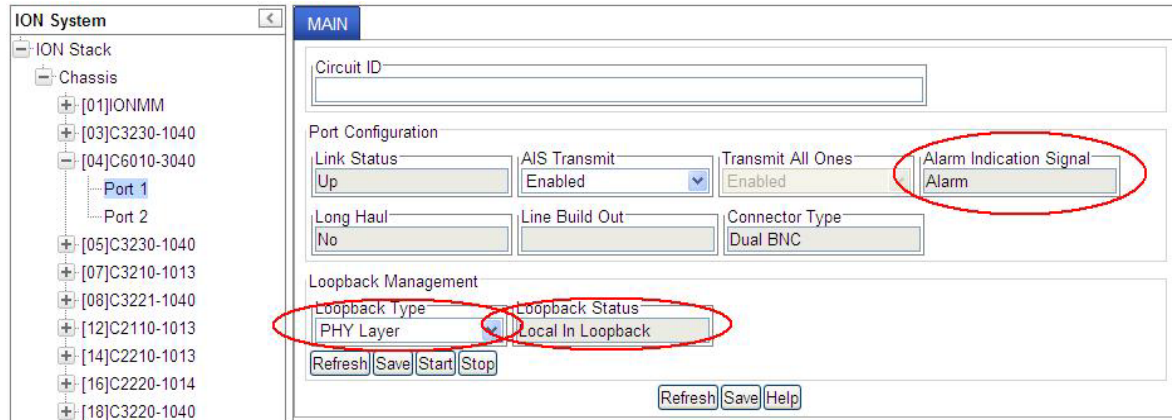 ION System
<
ION Stack
Chassis
[01]IONMM
[03]C3230-1040
[04]C6010-3040
Port 1
Port 2
[05]C3230-1040
[07]C3210-1013
[08]C3221-1040
[12]C2110-1013
[14]C2210-1013
[16]C2220-1014
[18]C3220-1040
MAIN
Circuit ID
Port Configuration
Link Status AIS Transmit Transmit All Ones Alarm Indication Signal
Up Enabled Enabled Alarm
Long Haul Line Build Out Connector Type
No Dual BNC
Loopback Management
Loopback Type Loopback Status
PHY Layer Local In Loopback
Refresh Save Start Stop
Refresh Save Help